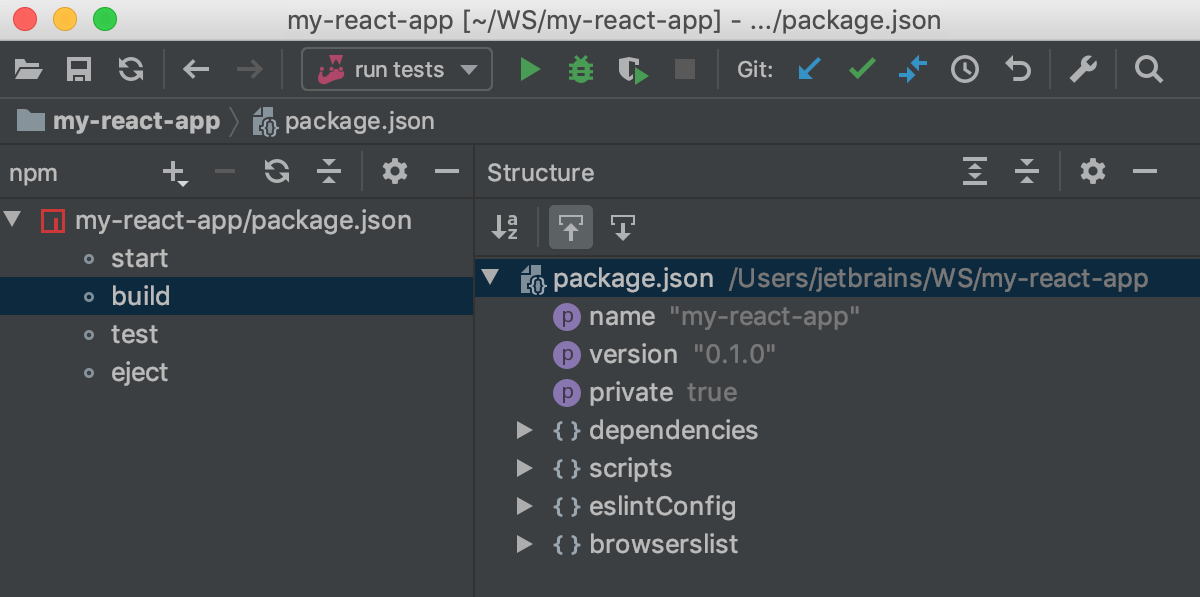 my-react-app [~/WS/my-react-app] - .../package.json
run tests Git:
my-react-app package.json
npm
my-react-app/package.json
start
build
test
eject
Structure
a
z
package.json /Users/jetbrains/WS/my-react-app
p name "my-react-app"
p version "0.1.0"
p private true
{ } dependencies
{ } scripts
{ } eslintConfig
{ } browserslist